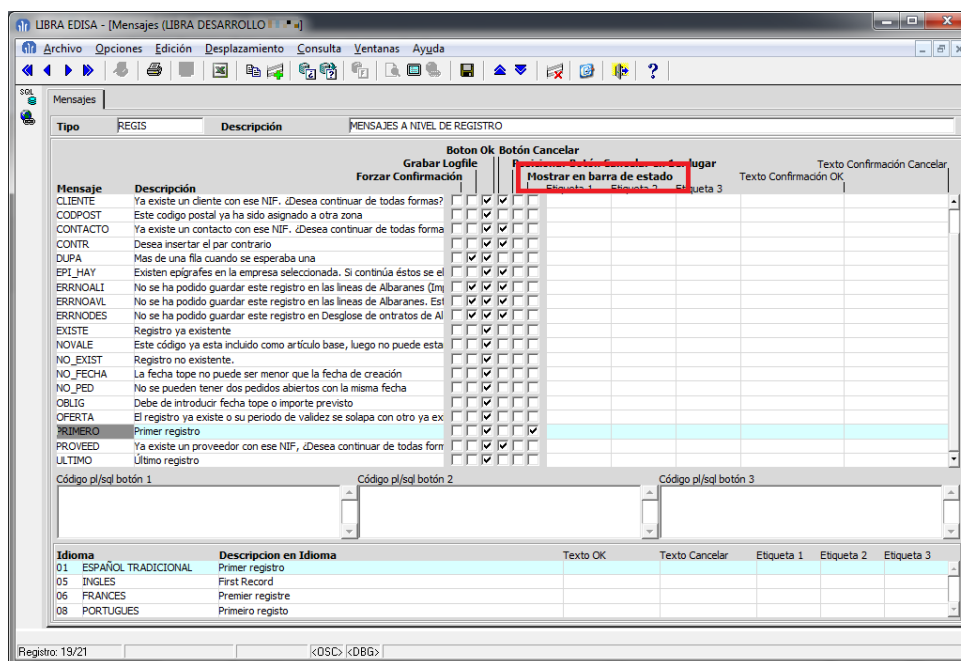 LIBRA EDISA - [Mensajes (LIBRA DESARROLLO
Archivo Opciones Edición Desplazamiento Consulta Ventanas Ayuda
SQL
Mensajes
Tipo REGIS Descripción MENSAJES A NIVEL DE REGISTRO
Boton Ok Botón Cancelar
Grabar Logfile Posicionar Botón Cancelar en 1er lugar Texto Confirmación Cancelar
Forzar Confirmación Mostrar en barra de estado Texto Confirmación OK
Mensaje Descripción Etiqueta 1 Etiqueta 2 Etiqueta 3
CLIENTE Ya existe un cliente con ese NIF. ¿Desea continuar de todas formas?
CODPOST Este codigo postal ya ha sido asignado a otra zona
CONTACTO Ya existe un contacto con ese NIF. ¿Desea continuar de todas forma
CONTR Desea insertar el par contrario
DUPA Mas de una fila cuando se esperaba una
EPI_HAY Existen epígrafes en la empresa seleccionada. Si continúa éstos se el
ERRNOALI No se ha podido guardar este registro en las lineas de Albaranes (Im
ERRNOAVL No se ha podido guardar este registro en las lineas de Albaranes. Est
ERRNODES No se ha podido guardar este registro en Desglose de ontratos de Al
EXISTE Registro ya existente
NOVALE Este código ya esta incluido como artículo base, luego no puede esta
NO_EXIST Registro no existente.
NO_FECHA La fecha tope no puede ser menor que la fecha de creación
NO_PED No se pueden tener dos pedidos abiertos con la misma fecha
OBLIG Debe de introducir fecha tope o importe previsto
OFERTA El registro ya existe o su periodo de validez se solapa con otro ya ex
PRIMERO Primer registro
PROVEED Ya existe un proveedor con ese NIF, ¿Desea continuar de todas form
ULTIMO Último registro
Código pl/sql botón 1 Código pl/sql botón 2 Código pl/sql botón 3
Idioma Descripcion en Idioma Texto OK Texto Cancelar Etiqueta 1 Etiqueta 2 Etiqueta 3
01 ESPAÑOL TRADICIONAL Primer registro
05 INGLES First Record
06 FRANCES Premier registre
08 PORTUGUES Primeiro registo
Registro: 19/21 <OSC> <DBG>